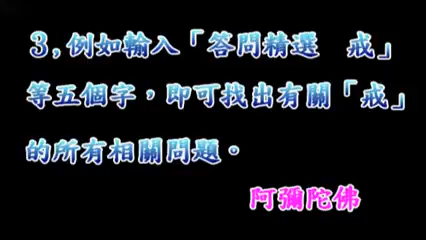 3,例如輸入「答問精選　戒」
等五個字，即可找出有關「戒」
的所有相關問題。
阿彌陀佛